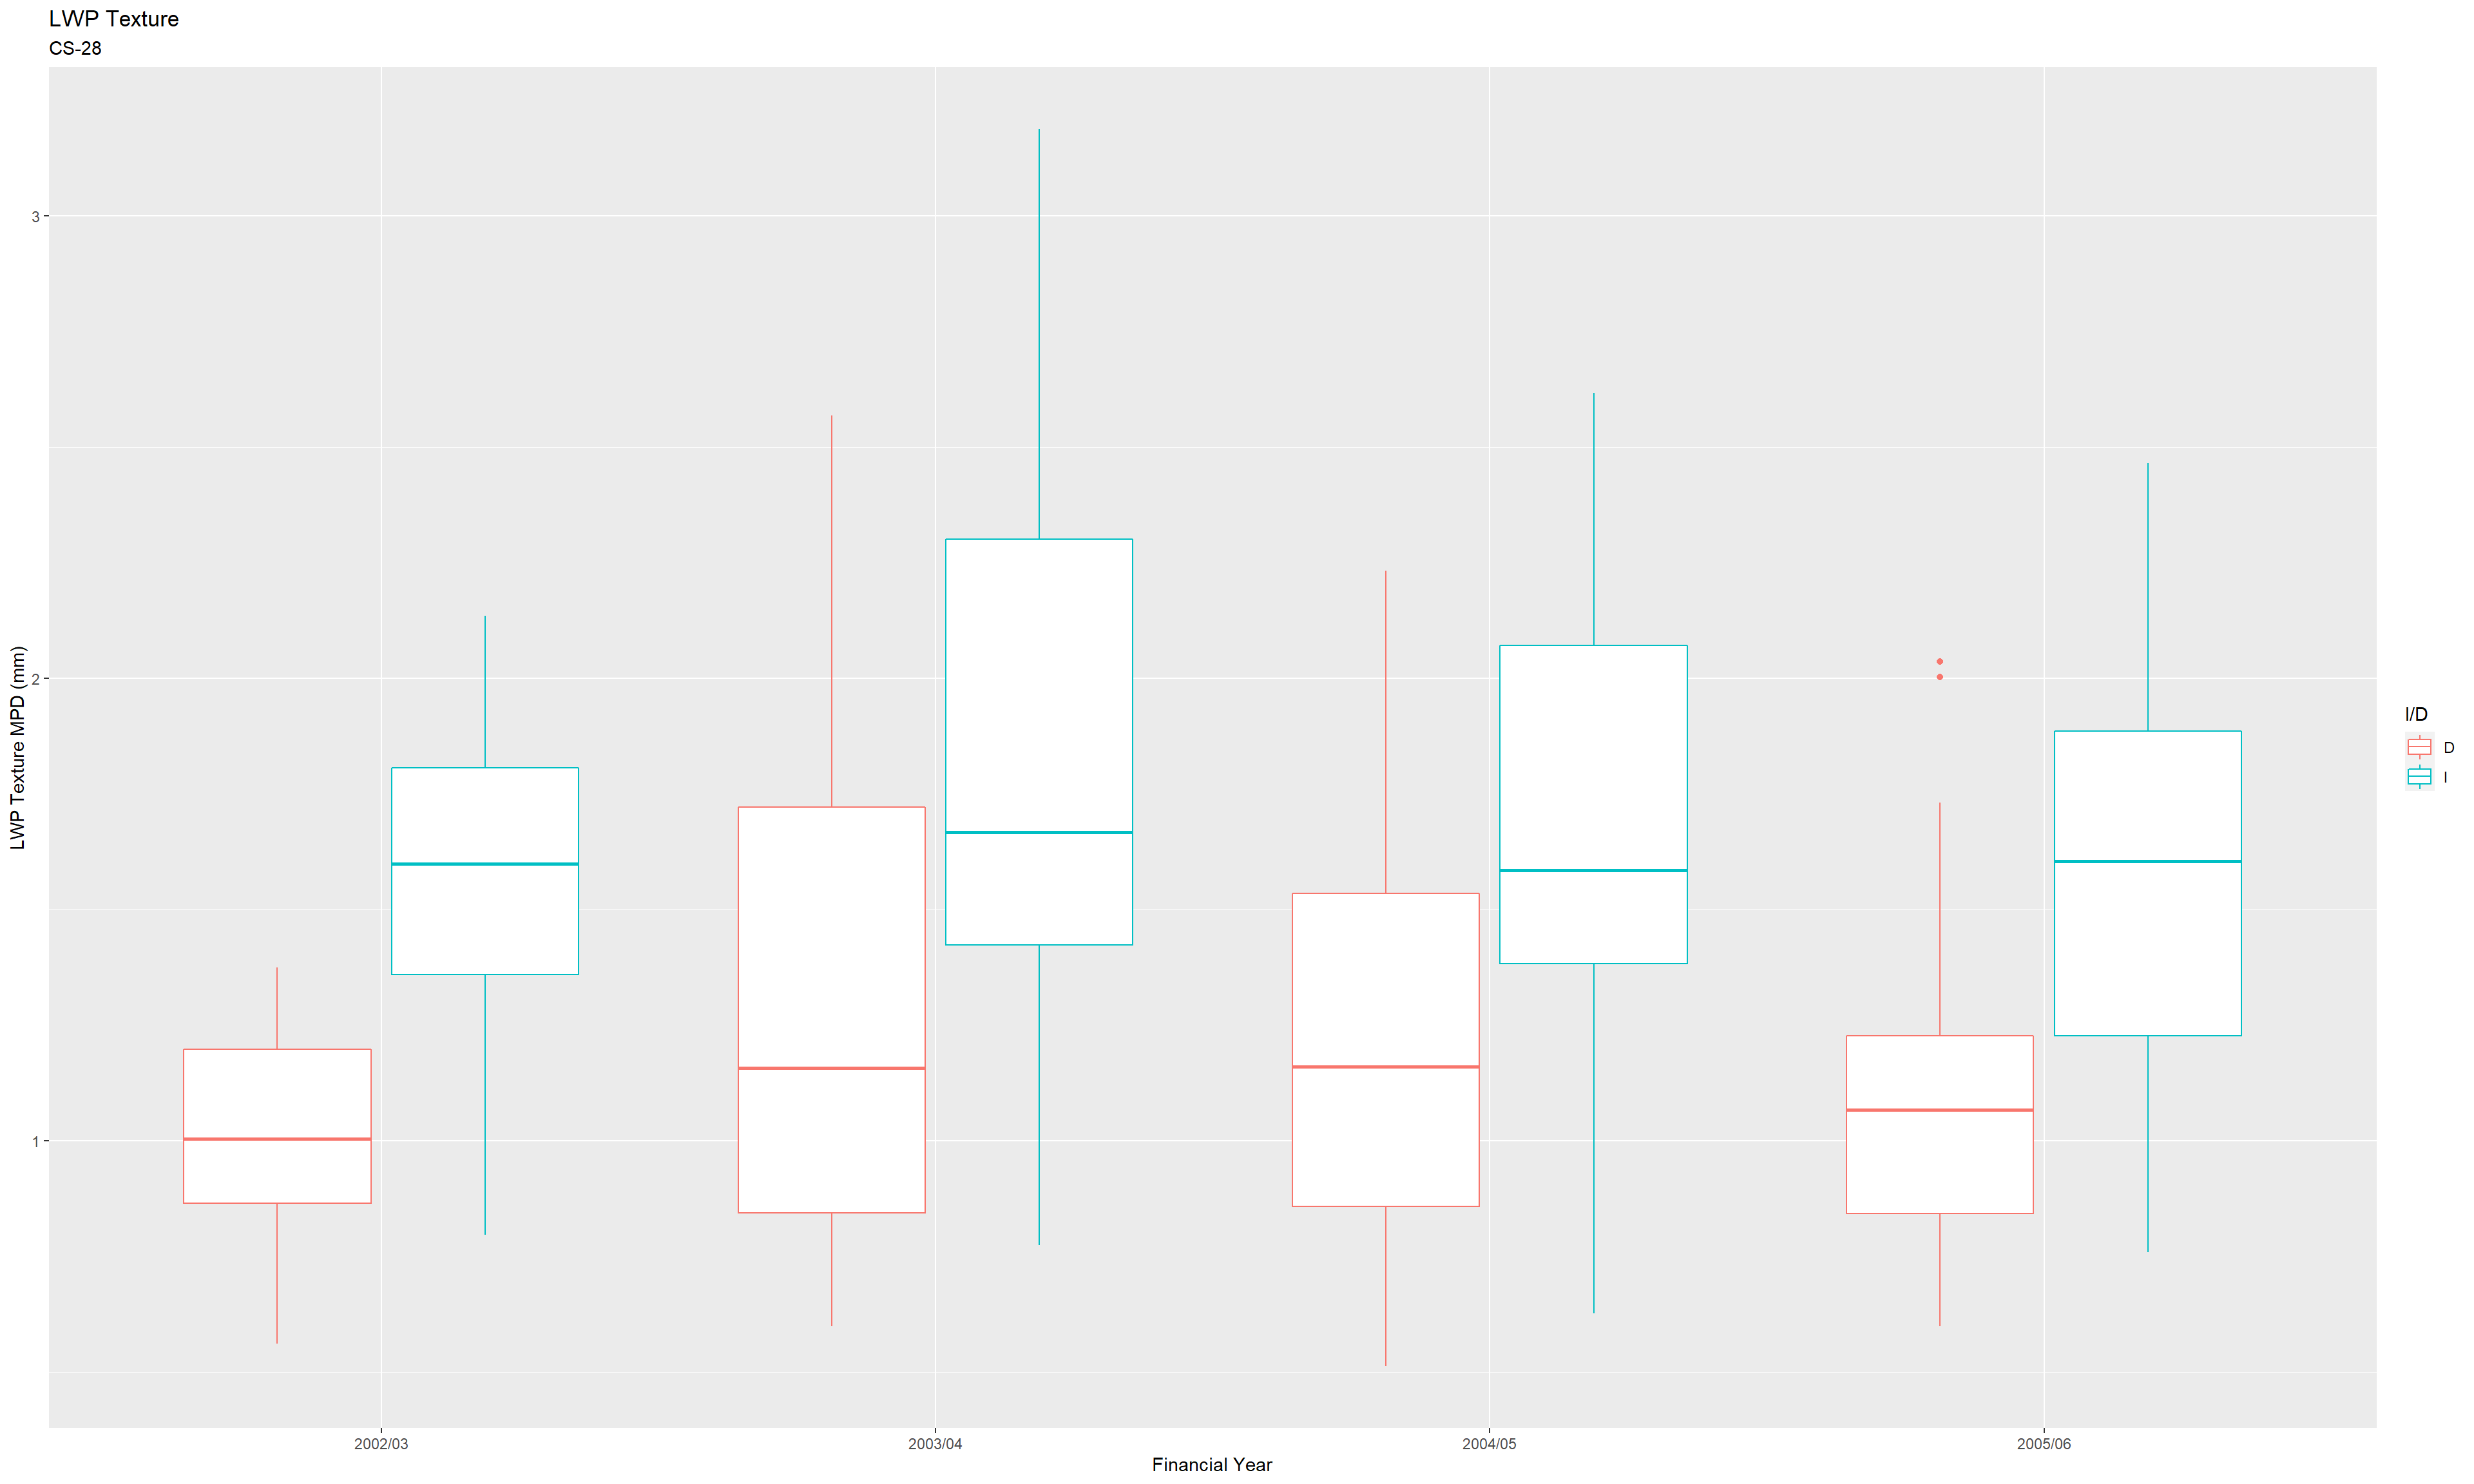 LWP Texture
CS-28
LWP Texture MPD (mm)
3
2
1
2002/03
2003/04
2004/05
2005/06
Financial Year
I/D
D
I